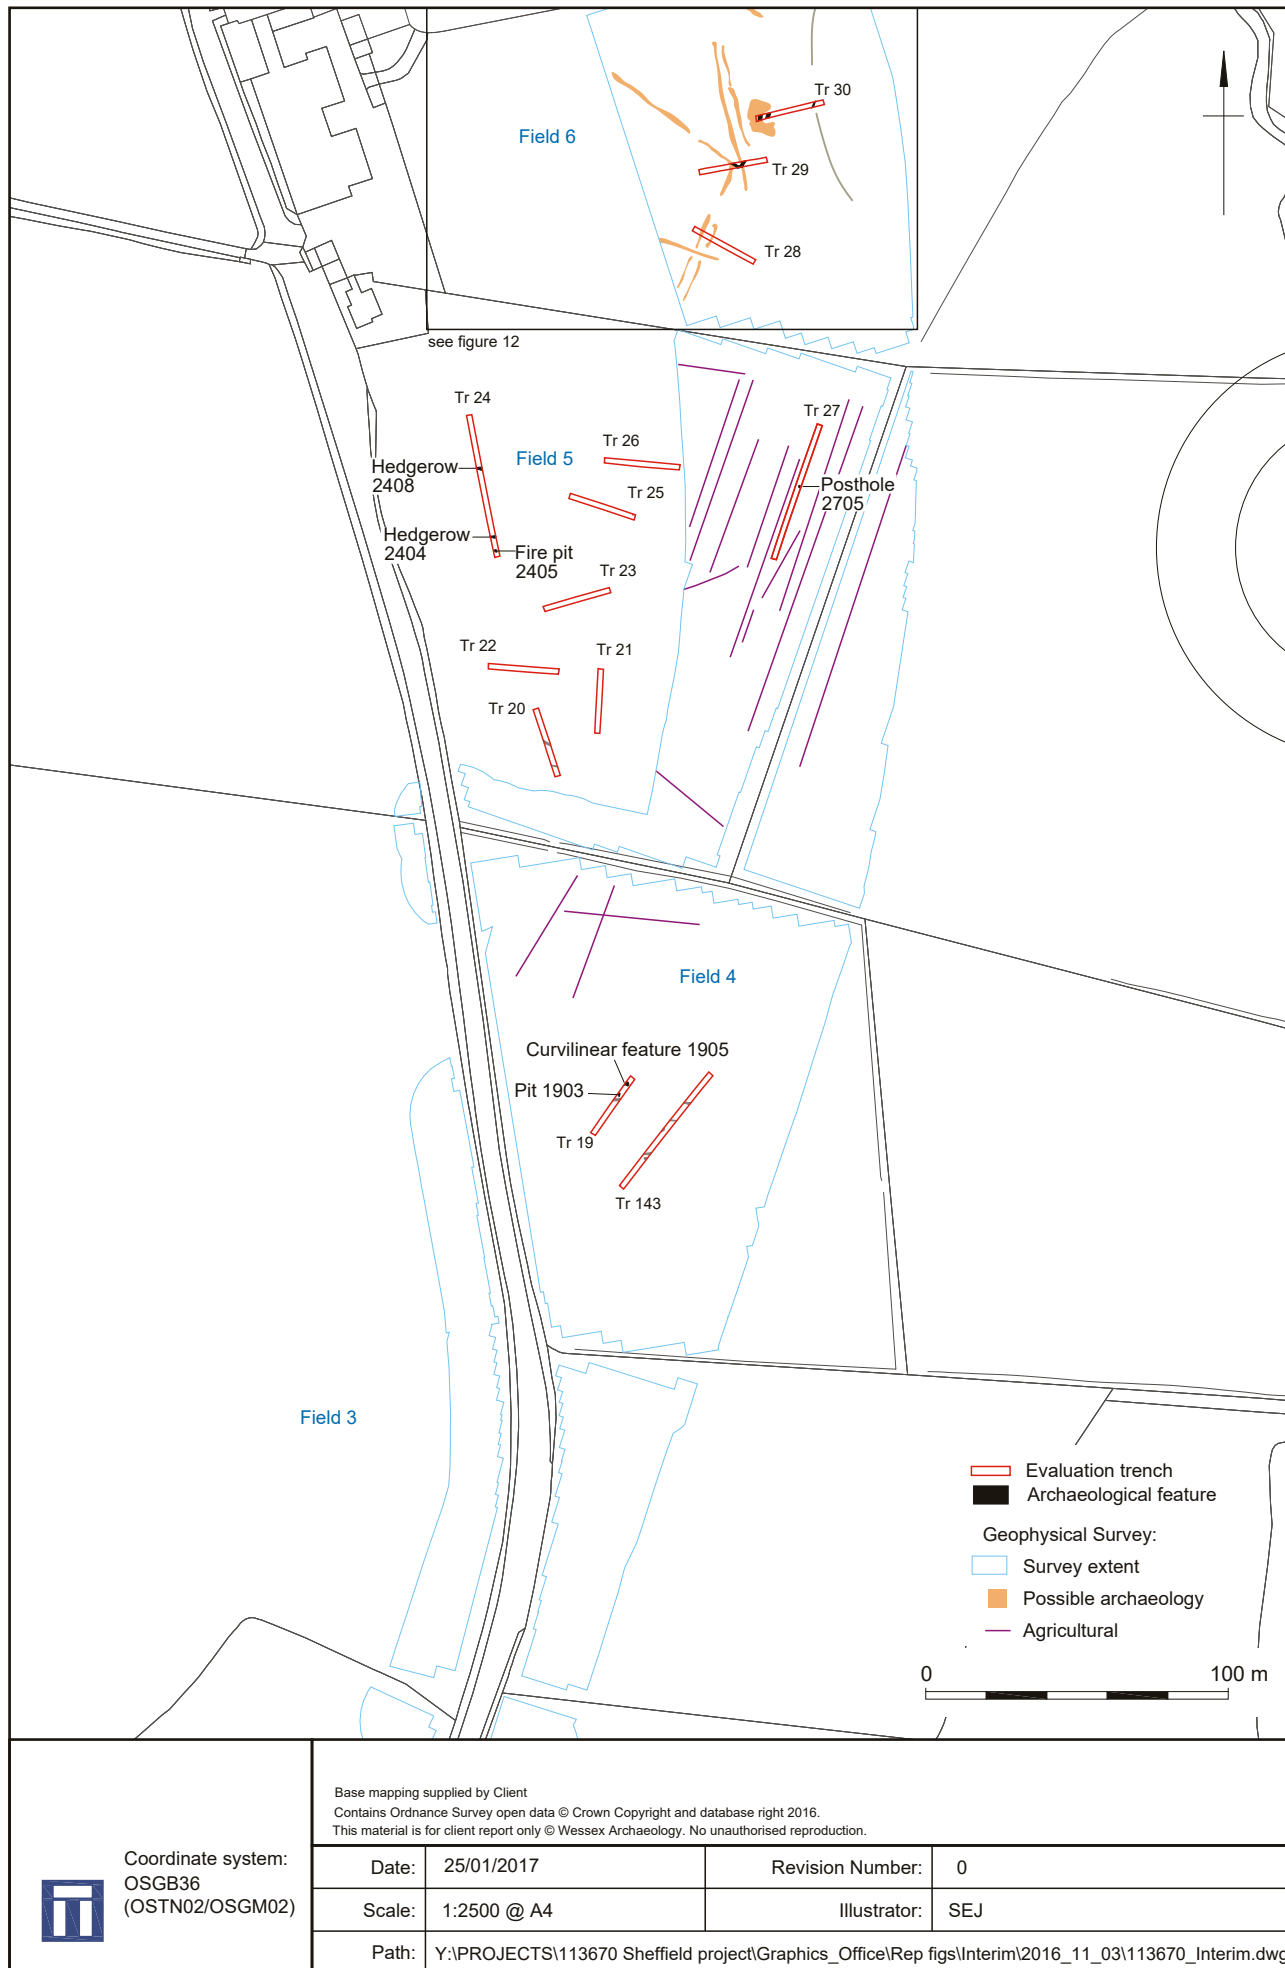 Tr 30
Field 6
Tr 29
Tr 28
see figure 12
Tr 24
Tr 27
Tr 26
Field 5
Hedgerow
2408
Posthole
2705
Tr 25
Hedgerow
2404
Fire pit
2405
Tr 23
Tr 22
Tr 21
Tr 20
Field 4
Curvilinear feature 1905
Pit 1903
Tr 19
Tr 143
Field 3
Evaluation trench
Archaeological feature
Geophysical Survey:
Survey extent
Possible archaeology
Agricultural
0 100 m
Base mapping supplied by Client
Contains Ordnance Survey open data © Crown Copyright and database right 2016.
This material is for client report only © Wessex Archaeology. No unauthorised reproduction.
Coordinate system:
OSGB36
(OSTN02/OSGM02)
Date: 25/01/2017 Revision Number: 0
Scale: 1:2500 @ A4 Illustrator: SEJ
Path: Y:\PROJECTS\113670 Sheffield project\Graphics_Office\Rep figs\Interim\2016_11_03\113670_Interim.dwg